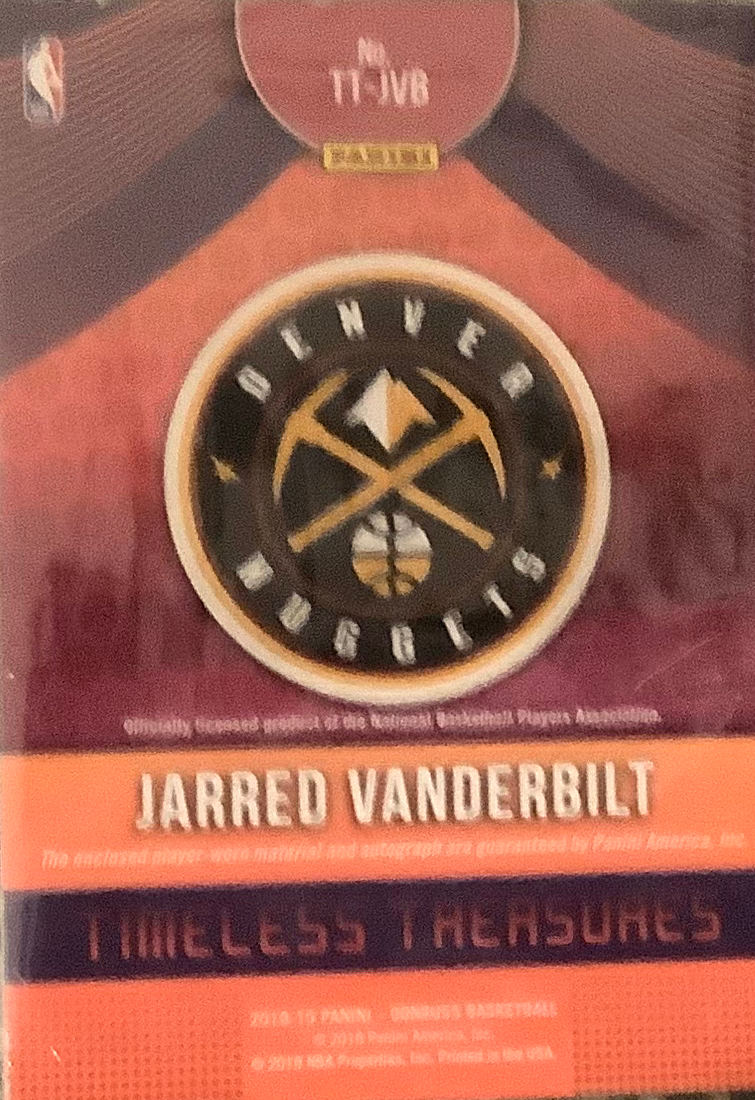 No.
TT-JVB
PANINI
DENVER
NUGGETS
Officially licensed product of the National Basketball Players Association.
JARRED VANDERBILT
The enclosed player-worn material and autograph are guaranteed by Panini America, Inc.
TIMELESS TREASURES
2018-19 PANINI - DONRUSS BASKETBALL
© 2018 Panini America, Inc.
© 2018 NBA Properties, Inc. Printed in the USA.